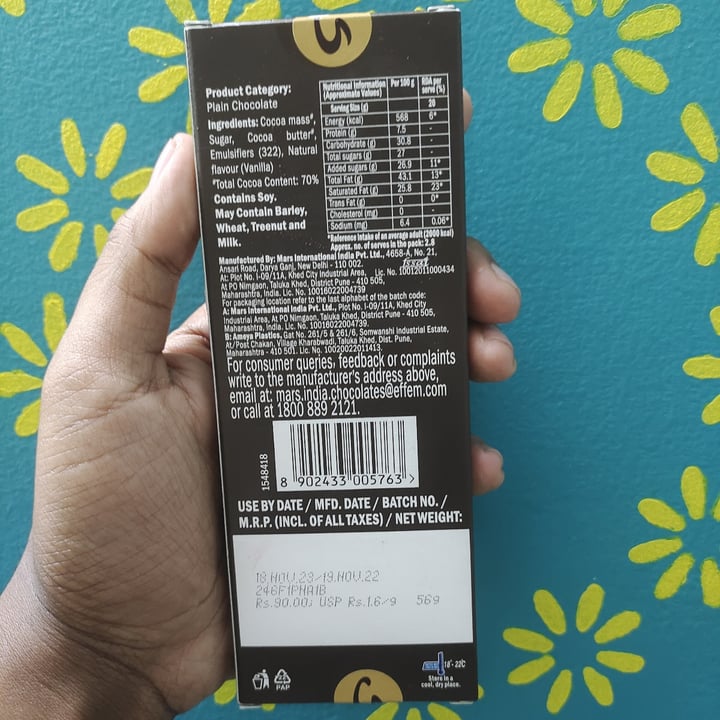 Product Category:
Plain Chocolate
Ingredients: Cocoa mass#,
Sugar, Cocoa butter#,
Emulsifiers (322), Natural
flavour (Vanilla)
#Total Cocoa Content: 70%
Contains Soy.
May Contain Barley,
Wheat, Treenut and
Milk.
Nutritional Information (Approximate Values) Per 100 g RDA per serve (%)
Serving Size (g) 20
Energy (kcal) 568 6*
Protein (g) 7.5
Carbohydrate (g) 30.8
Total sugars (g) 27
Added sugars (g) 26.9 11*
Total Fat (g) 43.1 13*
Saturated Fat (g) 25.8 23*
Trans Fat (g) 0 0*
Cholesterol (mg) 0
Sodium (mg) 6.4 0.06*
*Reference intake of an average adult (2000 kcal)
Approx. no. of serves in the pack: 2.8
Manufactured By: Mars International India Pvt. Ltd., 4658-A, No. 21,
Ansari Road, Darya Ganj, New Delhi - 110 002.
fssai
At: Plot No. I-09/11A, Khed City Industrial Area, Lic. No. 10012011000434
At PO Nimgaon, Taluka Khed, District Pune - 410 505,
Maharashtra, India. Lic. No. 10016022004739
For packaging location refer to the last alphabet of the batch code:
A: Mars International India Pvt. Ltd., Plot No. I-09/11A, Khed City
Industrial Area, At PO Nimgaon, Taluka Khed, District Pune - 410 505,
Maharashtra, India. Lic. No. 10016022004739.
B: Ameya Plastics, Gat No. 261/5 & 261/6, Somwanshi Industrial Estate,
At/Post Chakan, Village Kharabwadi, Taluka Khed, Dist. Pune,
Maharashtra - 410 501. Lic. No. 10020022011413.
For consumer queries, feedback or complaints
write to the manufacturer's address above,
email at: mars.india.chocolates@effem.com
or call at 1800 889 2121.
1548418
8 902433 005763 >
USE BY DATE / MFD. DATE / BATCH NO. /
M.R.P. (INCL. OF ALL TAXES) / NET WEIGHT:
18.NOV.23/19.NOV.22
246F1PHA1B
Rs.90.00; USP Rs.1.6/g 56g
PAP
18°- 22°C
Store in a
cool, dry place.